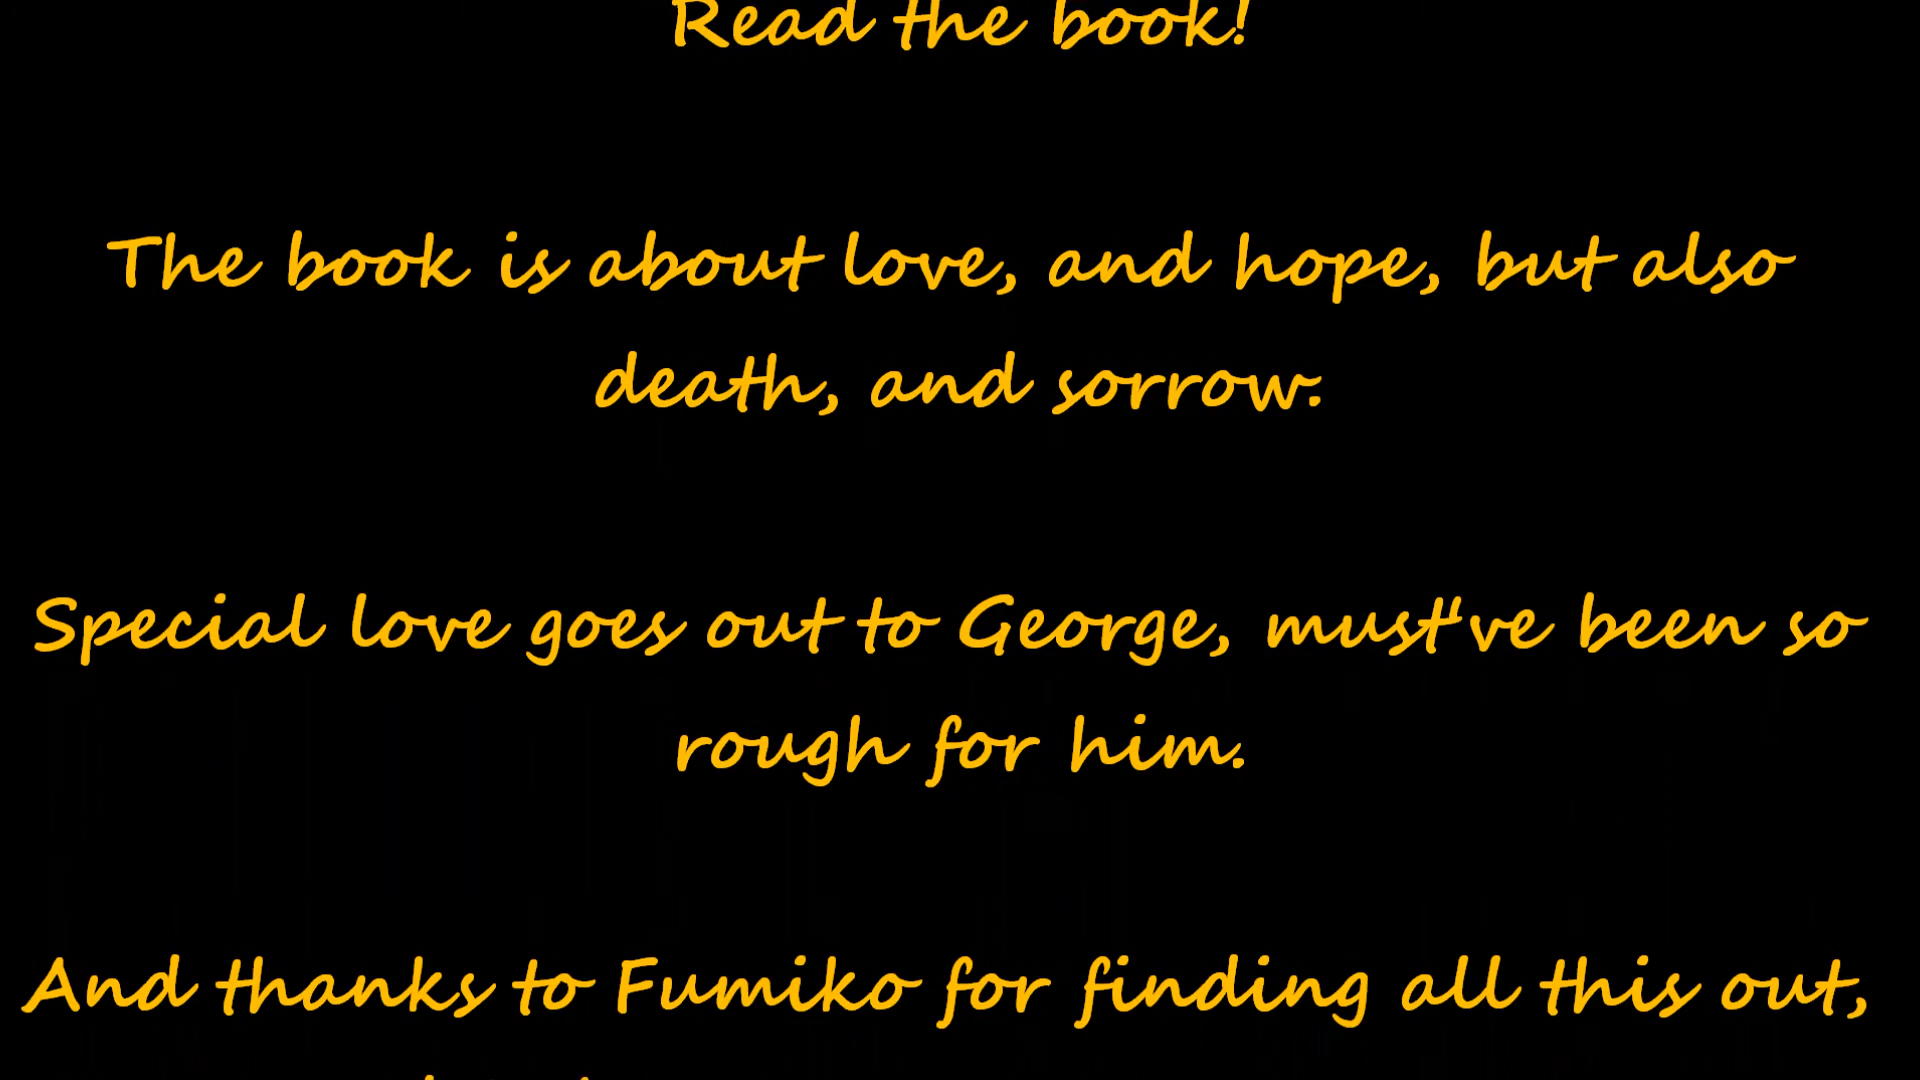 Read the book!
The book is about love, and hope, but also
death, and sorrow.
Special love goes out to George, must've been so
rough for him.
And thanks to Fumiko for finding all this out,